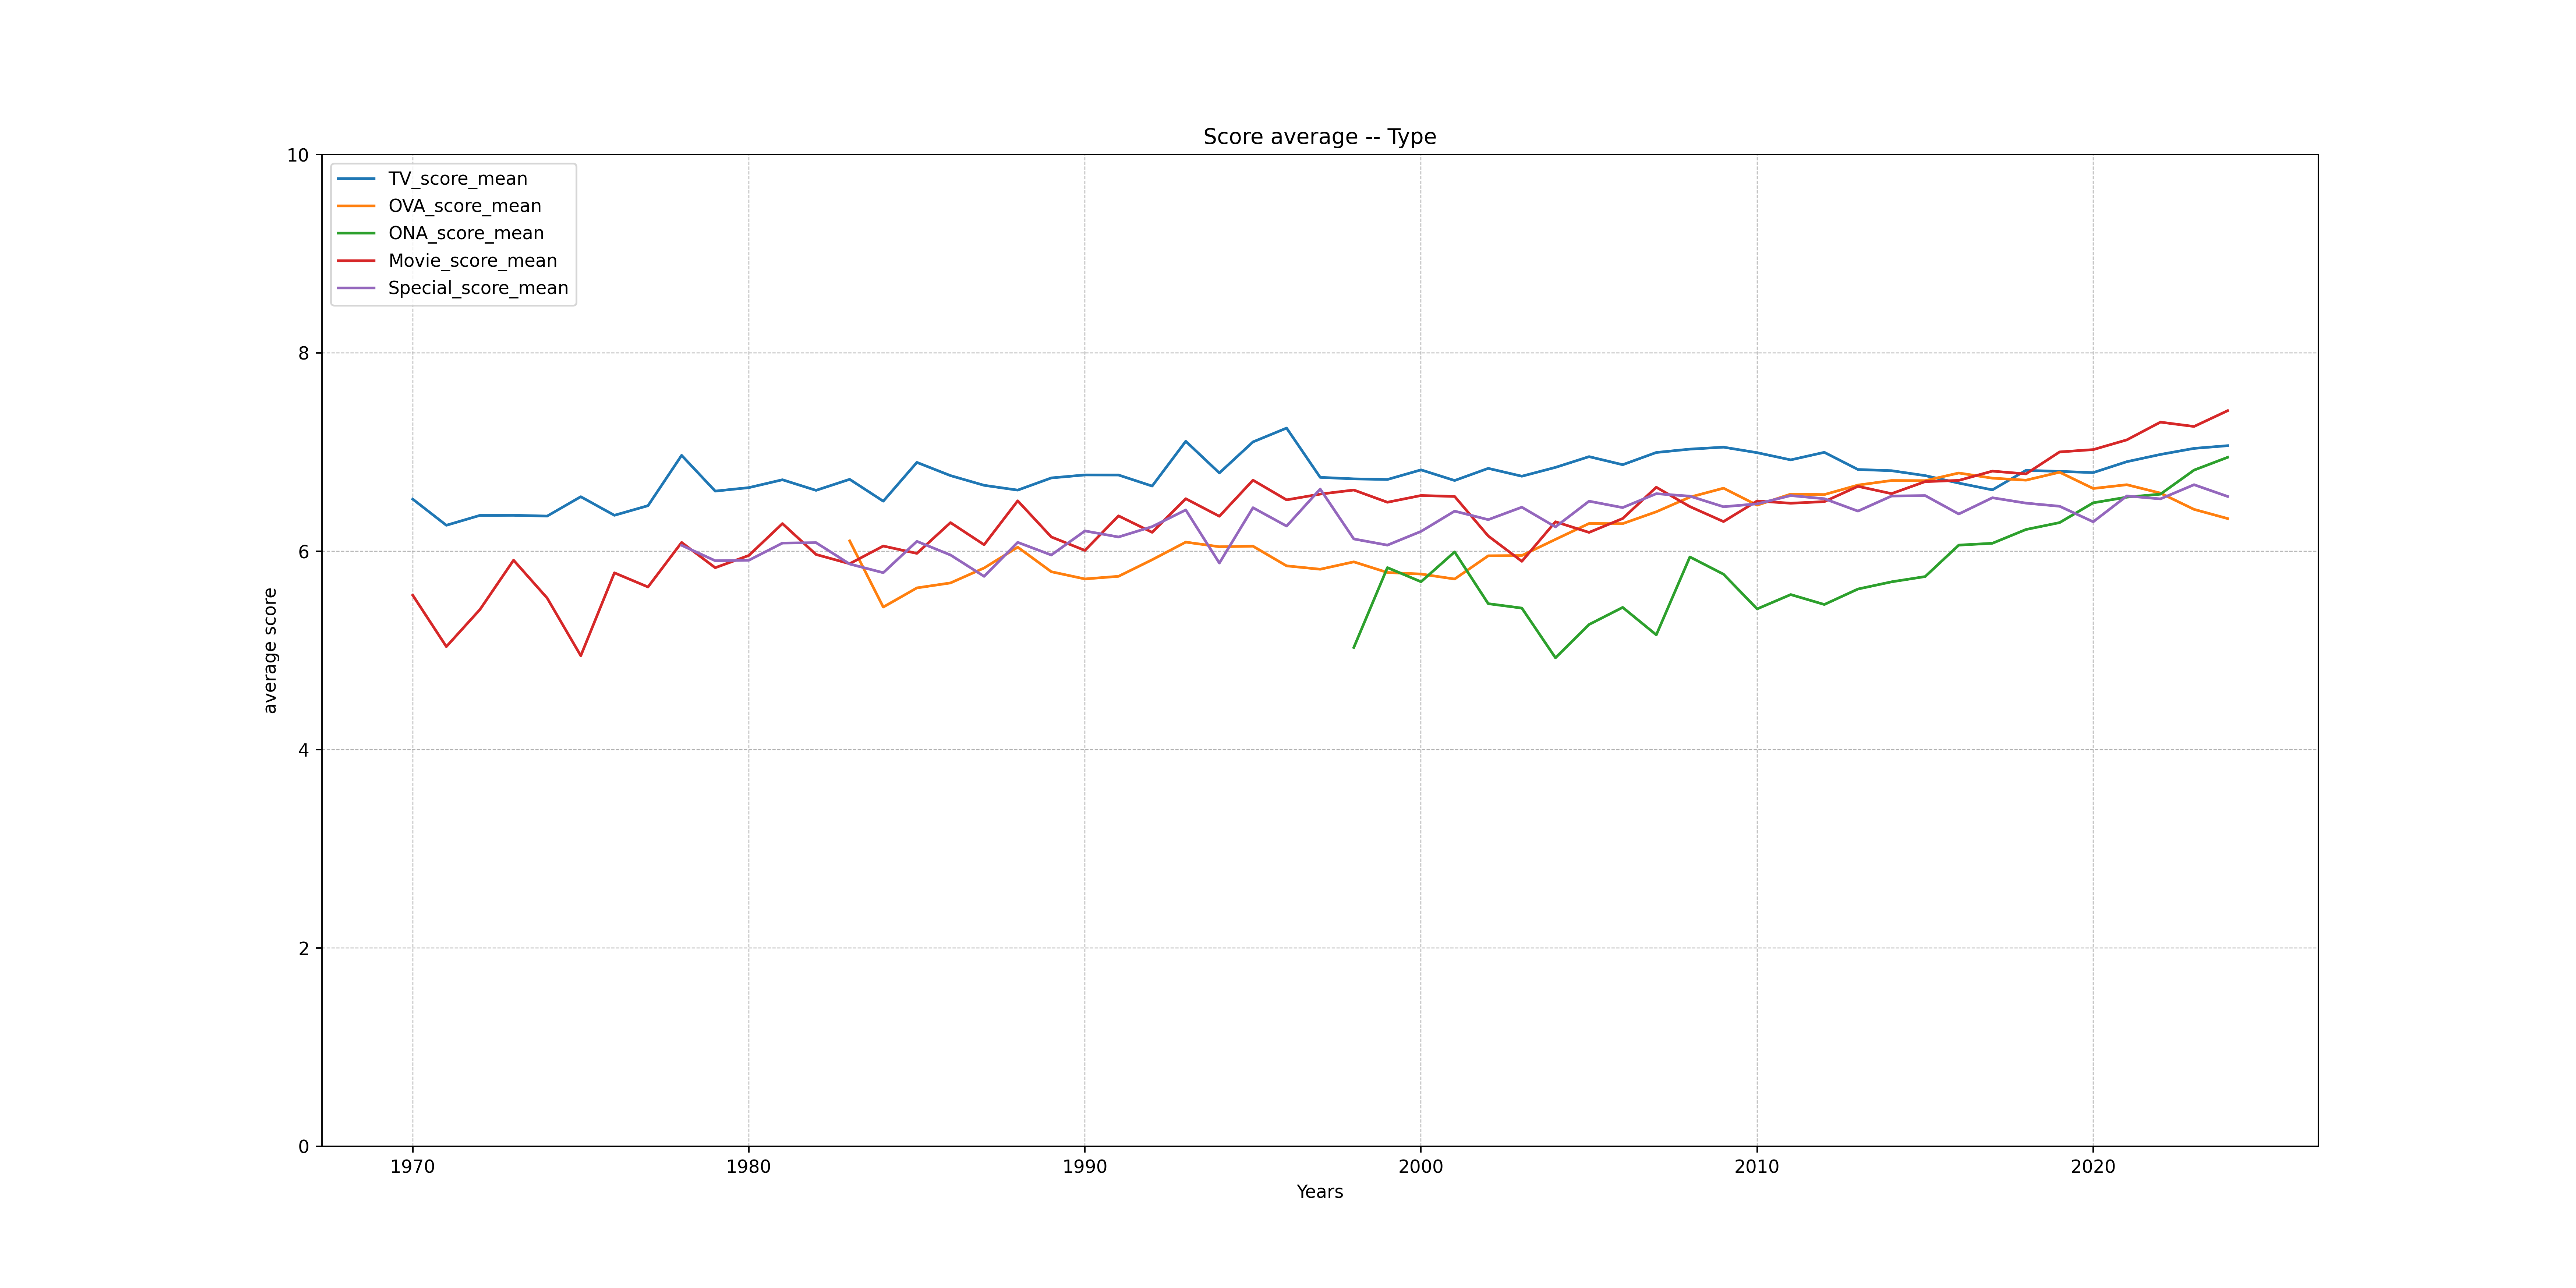 Score average -- Type
10
8
6
4
2
0
TV_score_mean
OVA_score_mean
ONA_score_mean
Movie_score_mean
Special_score_mean
average score
1970 1980 1990 2000 2010 2020
Years